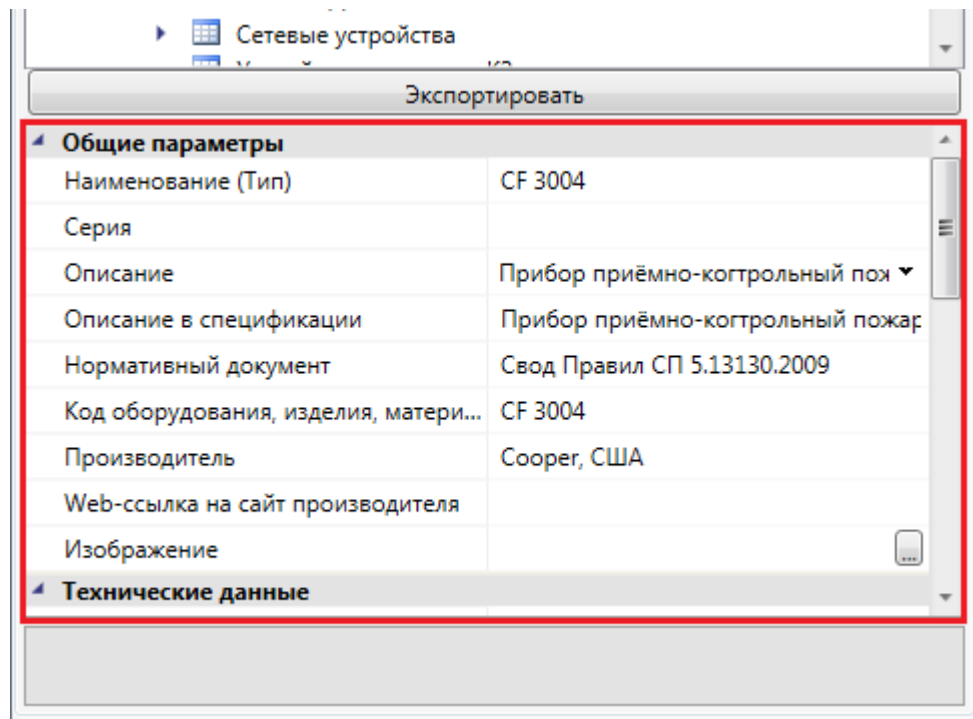 Сетевые устройства
Экспортировать
Общие параметры
Наименование (Тип) CF 3004
Серия
Описание Прибор приёмно-когтрольный пож
Описание в спецификации Прибор приёмно-когтрольный пожар
Нормативный документ Свод Правил СП 5.13130.2009
Код оборудования, изделия, матери... CF 3004
Производитель Cooper, США
Web-ссылка на сайт производителя
Изображение ...
Технические данные